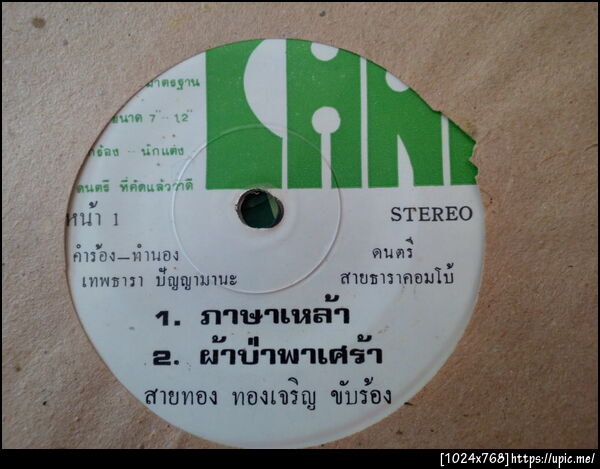 มาตรฐาน
ขนาด 7" - 12"
นักแต่ง
ดนตรี ที่คัดแล้วว่าดี
หน้า 1
STEREO
คำร้อง-ทำนอง
เทพธารา ปัญญามานะ
ดนตรี
สายธาราคอมโบ้
1. ภาษาเหล้า
2. ผ้าป่าพาเศร้า
สายทอง ทองเจริญ ขับร้อง
[1024x768]https://upic.me/